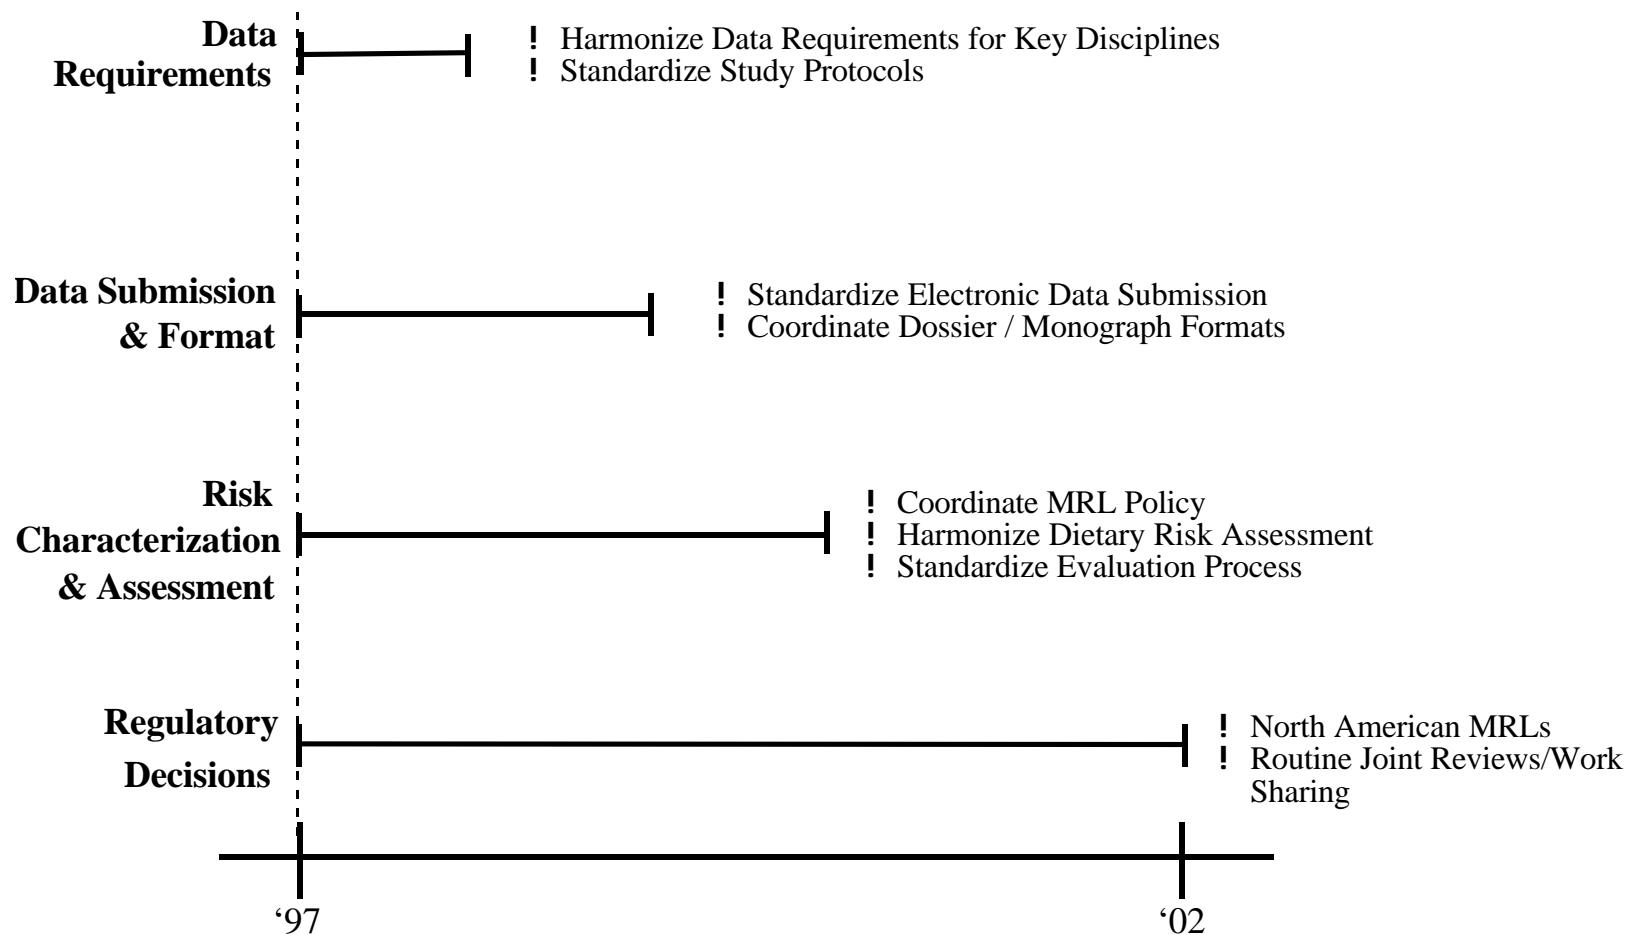 Data
Requirements
! Harmonize Data Requirements for Key Disciplines
! Standardize Study Protocols
Data Submission
& Format
! Standardize Electronic Data Submission
! Coordinate Dossier / Monograph Formats
Risk
Characterization
& Assessment
! Coordinate MRL Policy
! Harmonize Dietary Risk Assessment
! Standardize Evaluation Process
Regulatory
Decisions
! North American MRLs
! Routine Joint Reviews/Work
Sharing
‘97
‘02